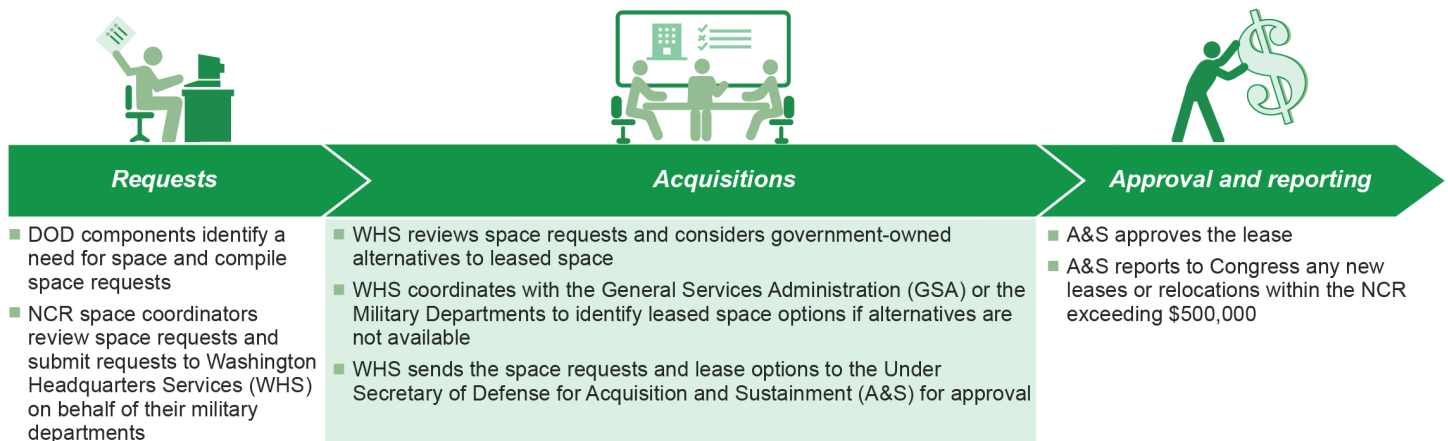 Requests
DOD components identify a
need for space and compile
space requests
NCR space coordinators
review space requests and
submit requests to Washington
Headquarters Services (WHS)
on behalf of their military
departments
Acquisitions
WHS reviews space requests and considers government-owned
alternatives to leased space
WHS coordinates with the General Services Administration (GSA) or the
Military Departments to identify leased space options if alternatives are
not available
WHS sends the space requests and lease options to the Under
Secretary of Defense for Acquisition and Sustainment (A&S) for approval
Approval and reporting
A&S approves the lease
A&S reports to Congress any new
leases or relocations within the NCR
exceeding $500,000